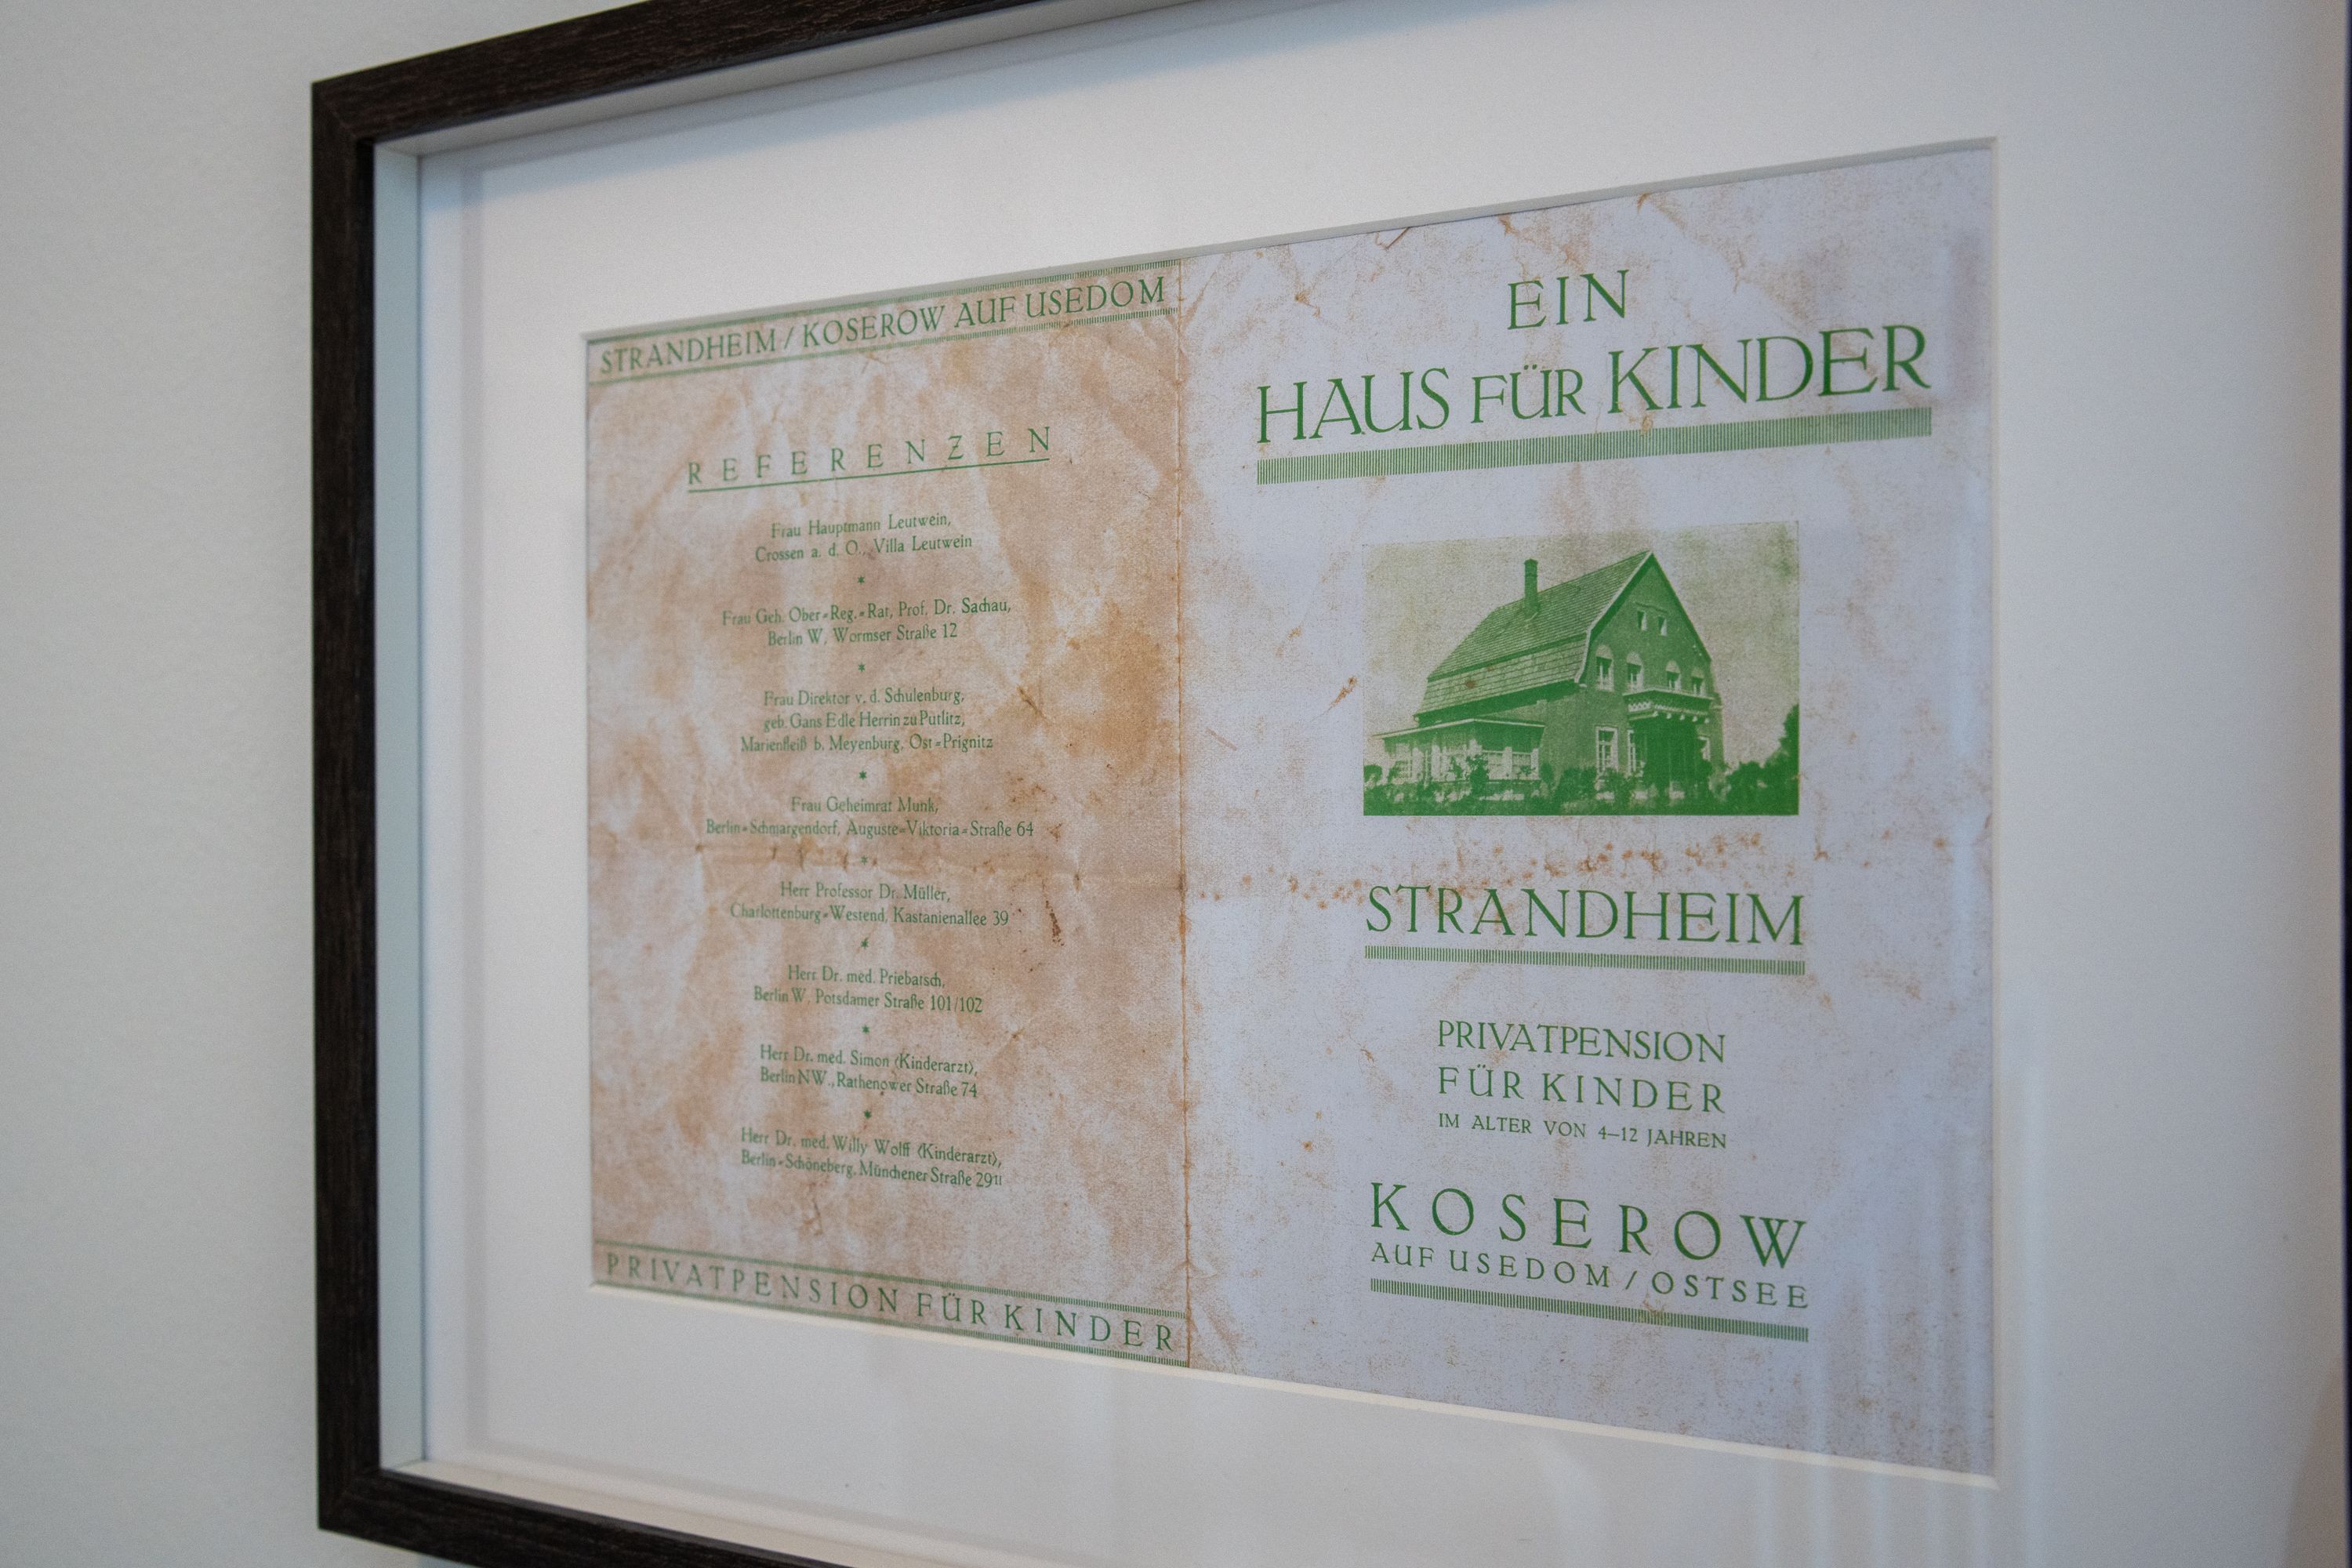 STRANDHEIM / KOSEROW AUF USEDOM
REFERENZEN
Frau Hauptmann Leutwein,
Crossen a. d. O., Villa Leutwein
*
Frau Geh. Ober-Reg.-Rat, Prof. Dr. Sachau,
Berlin W, Wormser Straße 12
*
Frau Direktor v. d. Schulenburg,
geb. Gans Edle Herrin zu Putlitz,
Marienfließ b. Meyenburg, Ost-Prignitz
*
Frau Geheimrat Munk,
Berlin-Schmargendorf, Auguste-Viktoria-Straße 64
*
Herr Professor Dr. Müller,
Charlottenburg-Westend, Kastanienallee 39
*
Herr Dr. med. Priebatsch,
Berlin W, Potsdamer Straße 101/102
*
Herr Dr. med. Simon (Kinderarzt),
Berlin NW., Rathenower Straße 74
*
Herr Dr. med. Willy Wolff (Kinderarzt),
Berlin-Schöneberg, Münchener Straße 29 II
PRIVATPENSION FÜR KINDER
EIN
HAUS FÜR KINDER
STRANDHEIM
PRIVATPENSION
FÜR KINDER
IM ALTER VON 4–12 JAHREN
KOSEROW
AUF USEDOM / OSTSEE